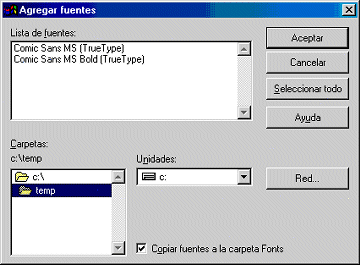 Agregar fuentes
Lista de fuentes:
Comic Sans MS (TrueType)
Comic Sans MS Bold (TrueType)
Aceptar
Cancelar
Seleccionar todo
Ayuda
Carpetas:
c:\temp
c:\
temp
Unidades:
c:
Red...
Copiar fuentes a la carpeta Fonts